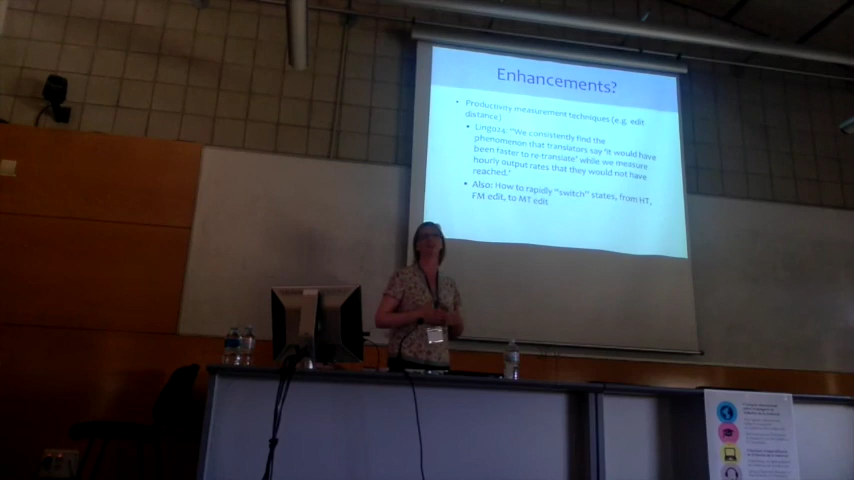 Enhancements?
• Productivity measurement techniques (e.g. edit
distance)
• Lingo24: "We consistently find the
phenomenon that translators say 'it would have
been faster to re-translate' while we measure
hourly output rates that they would not have
reached.'
• Also: How to rapidly "switch" states, from HT,
FM edit, to MT edit.